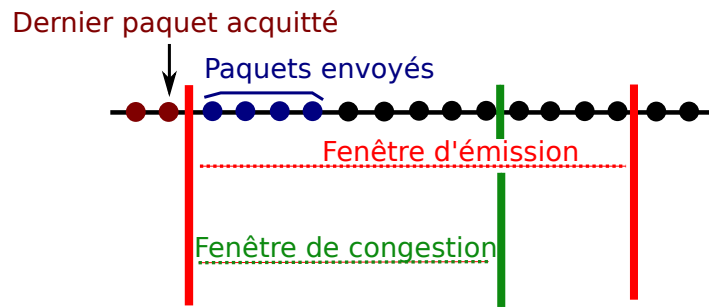 Dernier paquet acquitté
Paquets envoyés
Fenêtre d'émission
Fenêtre de congestion